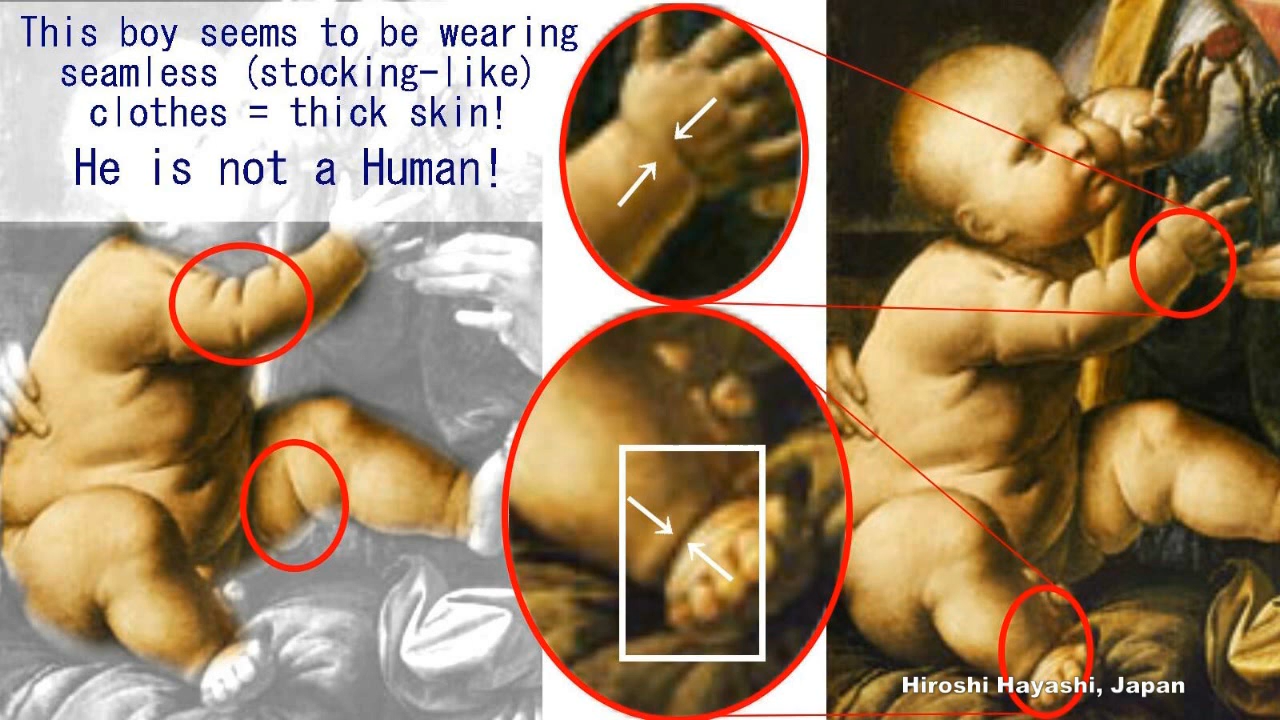 This boy seems to be wearing
seamless (stocking-like)
clothes = thick skin!
He is not a Human!
Hiroshi Hayashi, Japan